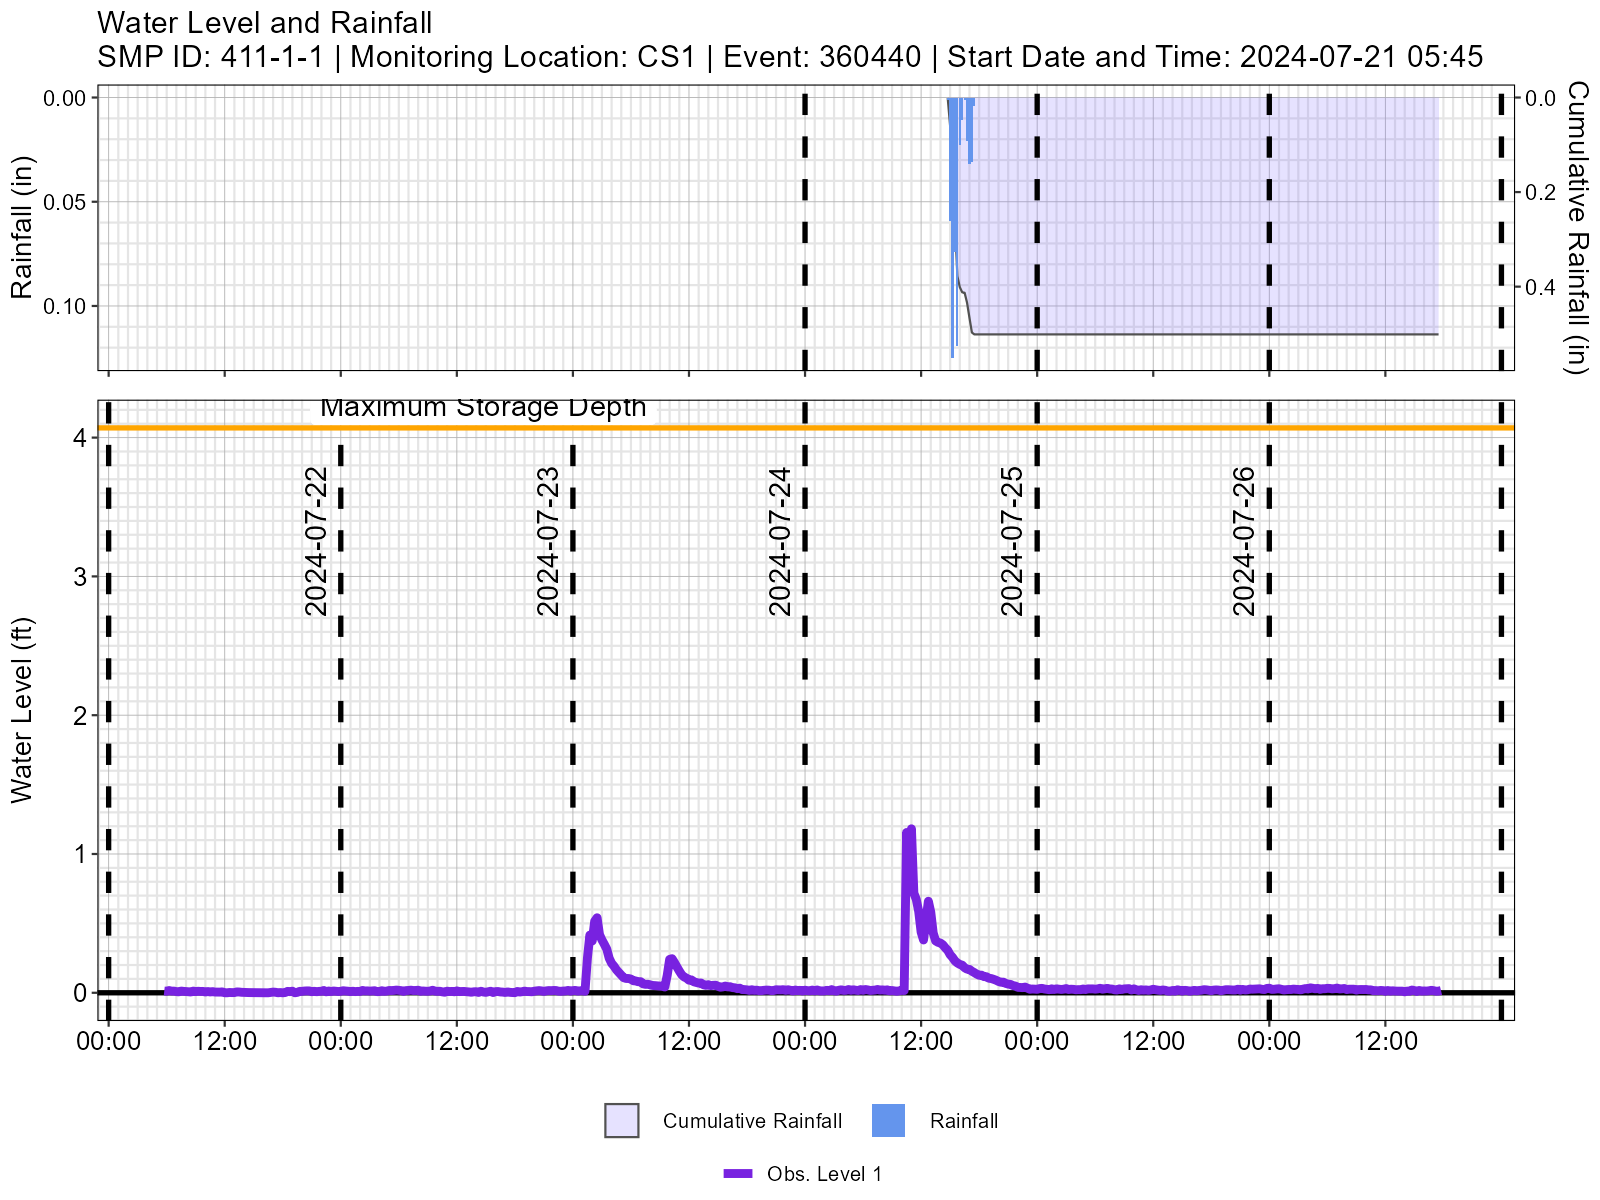 Water Level and Rainfall
SMP ID: 411-1-1 | Monitoring Location: CS1 | Event: 360440 | Start Date and Time: 2024-07-21 05:45
Rainfall (in)
0.00
0.05
0.10
Cumulative Rainfall (in)
0.0
0.2
0.4
Maximum Storage Depth
Water Level (ft)
4
3
2
1
0
2024-07-22
2024-07-23
2024-07-24
2024-07-25
2024-07-26
00:00 12:00 00:00 12:00 00:00 12:00 00:00 12:00 00:00 12:00 00:00 12:00
Cumulative Rainfall
Rainfall
Obs. Level 1